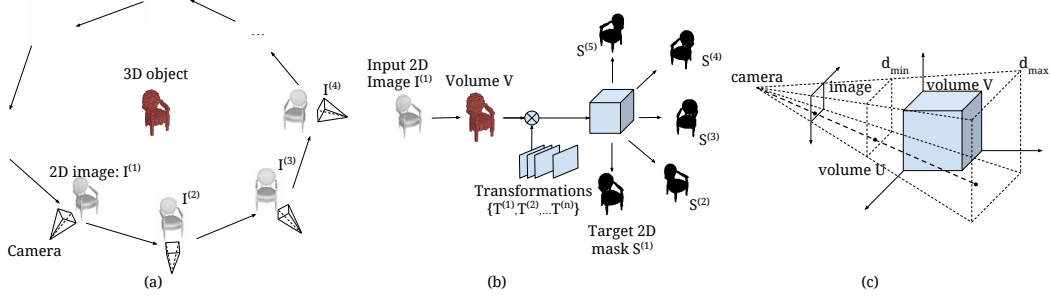 ...
3D object
I(4)
2D image: I(1)
I(2)
I(3)
Camera
(a)
Input 2D
Image I(1)
Volume V
S(5)
S(4)
S(3)
S(2)
Transformations
{T(1),T(2),...T(n)}
Target 2D
mask S(1)
(b)
camera
image
dmin
dmax
volume V
volume U
(c)